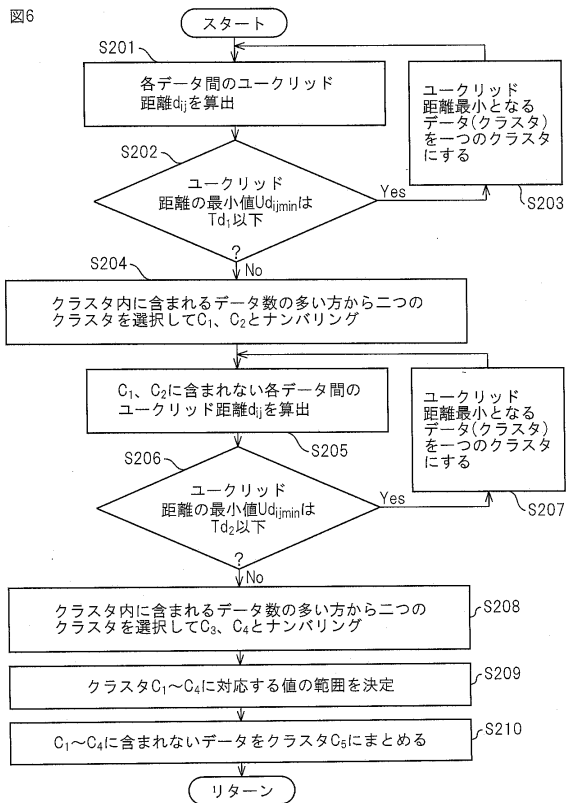 図6
スタート
S201
各データ間のユークリッド
距離dijを算出
S202
ユークリッド
距離の最小値Udijminは
Td1以下
?
Yes
No
ユークリッド
距離最小となる
データ(クラスタ)
を一つのクラスタ
にする
S203
S204
クラスタ内に含まれるデータ数の多い方から二つの
クラスタを選択してC1、C2とナンバリング
C1、C2に含まれない各データ間の
ユークリッド距離dijを算出
S205
S206
ユークリッド
距離の最小値Udijminは
Td2以下
?
Yes
No
ユークリッド
距離最小となる
データ(クラスタ)
を一つのクラスタ
にする
S207
クラスタ内に含まれるデータ数の多い方から二つの
クラスタを選択してC3、C4とナンバリング
S208
クラスタC1〜C4に対応する値の範囲を決定
S209
C1〜C4に含まれないデータをクラスタC5にまとめる
S210
リターン